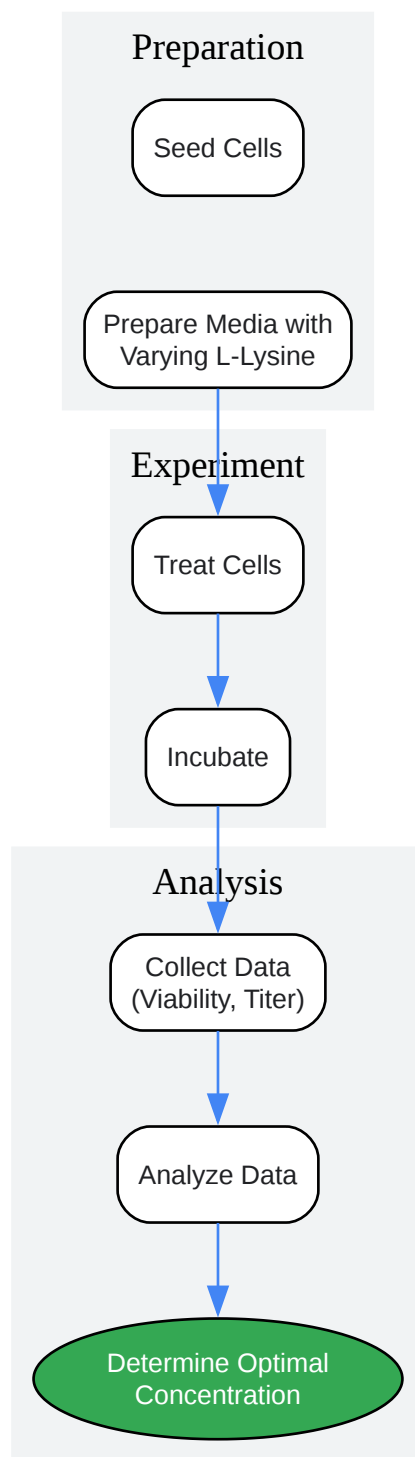 Preparation
Seed Cells
Prepare Media with
Varying L-Lysine
Experiment
Treat Cells
Incubate
Analysis
Collect Data
(Viability, Titer)
Analyze Data
Determine Optimal
Concentration